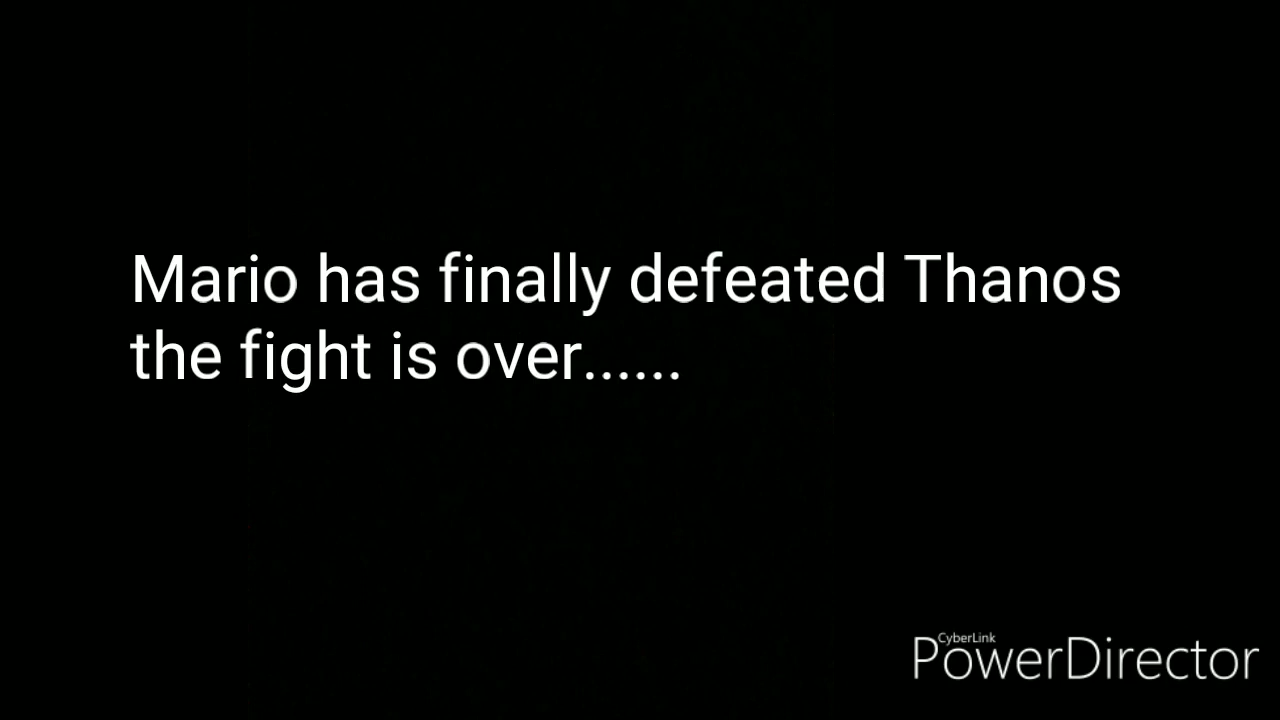 Mario has finally defeated Thanos
the fight is over......
CyberLink
PowerDirector